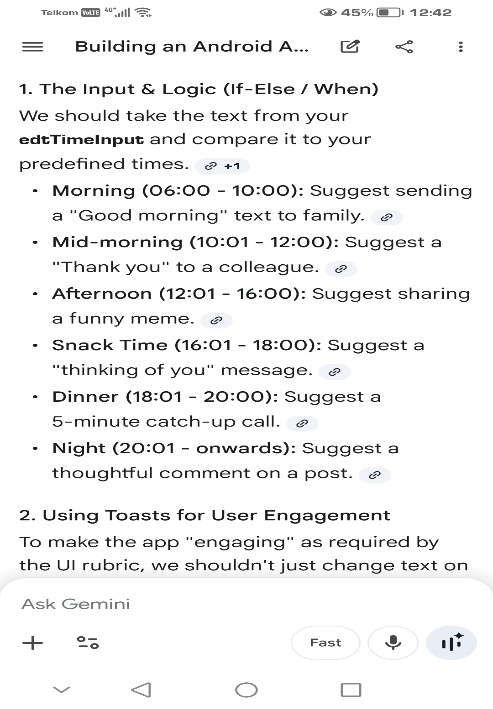 Telkom VoLTE 4G 45% 12:42
Building an Android A...
1. The Input & Logic (If-Else / When)
We should take the text from your
edtTimeInput and compare it to your
predefined times. +1
• Morning (06:00 - 10:00): Suggest sending
a "Good morning" text to family.
• Mid-morning (10:01 - 12:00): Suggest a
"Thank you" to a colleague.
• Afternoon (12:01 - 16:00): Suggest sharing
a funny meme.
• Snack Time (16:01 - 18:00): Suggest a
"thinking of you" message.
• Dinner (18:01 - 20:00): Suggest a
5-minute catch-up call.
• Night (20:01 - onwards): Suggest a
thoughtful comment on a post.
2. Using Toasts for User Engagement
To make the app "engaging" as required by
the UI rubric, we shouldn't just change text on
Ask Gemini
Fast